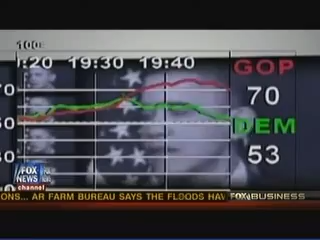 :20 19:30 19:40 GOP
70
DEM
53
FOX
NEWS
channel
ONS... AR FARM BUREAU SAYS THE FLOODS HAV FOX BUSINESS